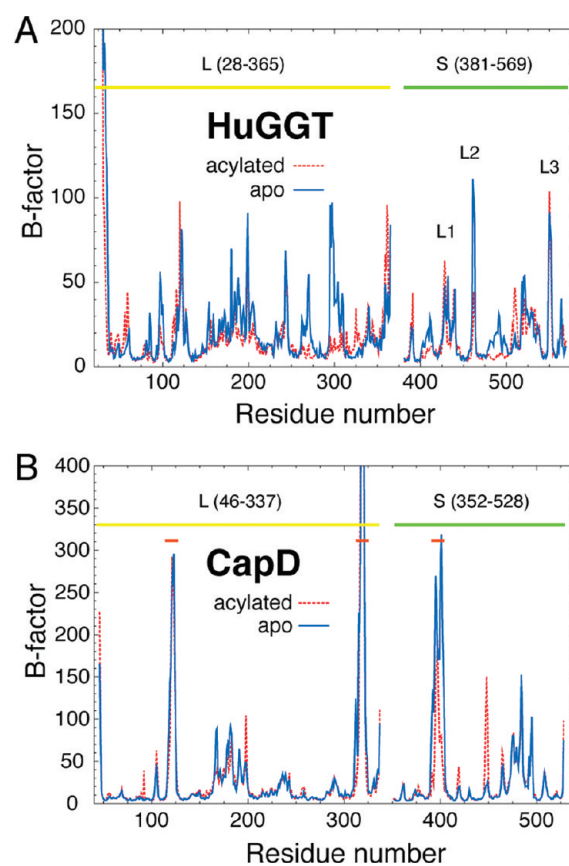 A
200
L (28-365)
S (381-569)
150
HuGGT
acylated
L2
apo
L3
100
B-factor
L1
50
0
100
200
300
400
500
Residue number
B
400
350
L (46-337)
S (352-528)
300
CapD
250
acylated
apo
200
B-factor
150
100
50
0
100
200
300
400
500
Residue number